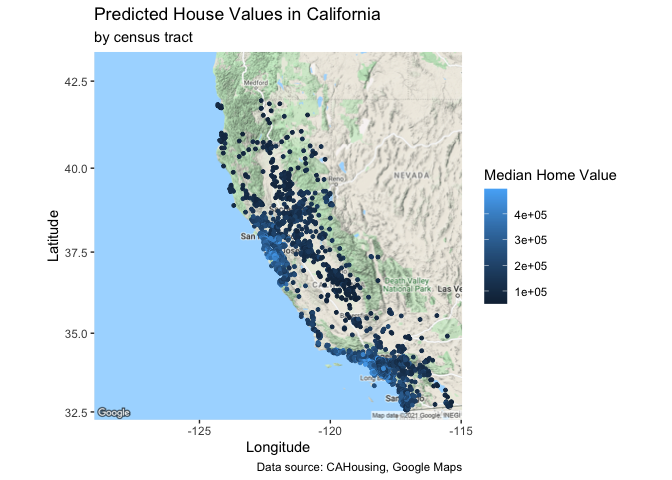 Predicted House Values in California
by census tract
42.5
40.0
37.5
35.0
32.5
Latitude
Medford
Reno
NEVADA
San
Death Valley
National Park
Las Ve
Long
San
Google
Map data ©2021 Google, INEGI
-125
-120
-115
Longitude
Data source: CAHousing, Google Maps
Median Home Value
4e+05
3e+05
2e+05
1e+05